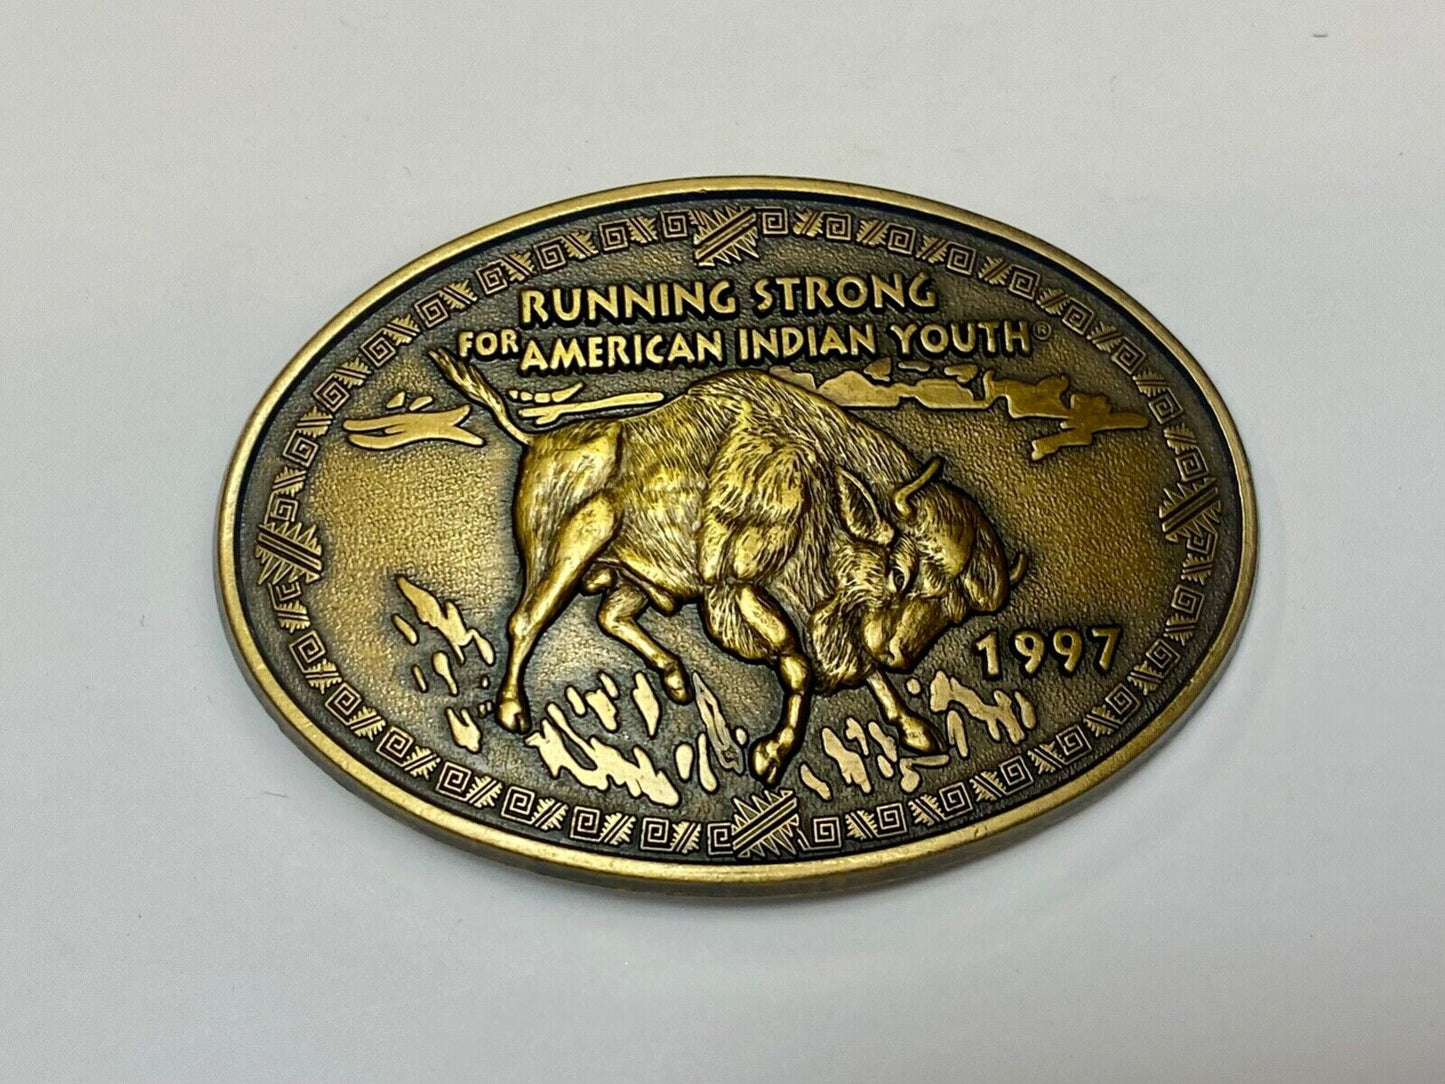 RUNNING STRONG
FOR AMERICAN INDIAN YOUTH®
1997